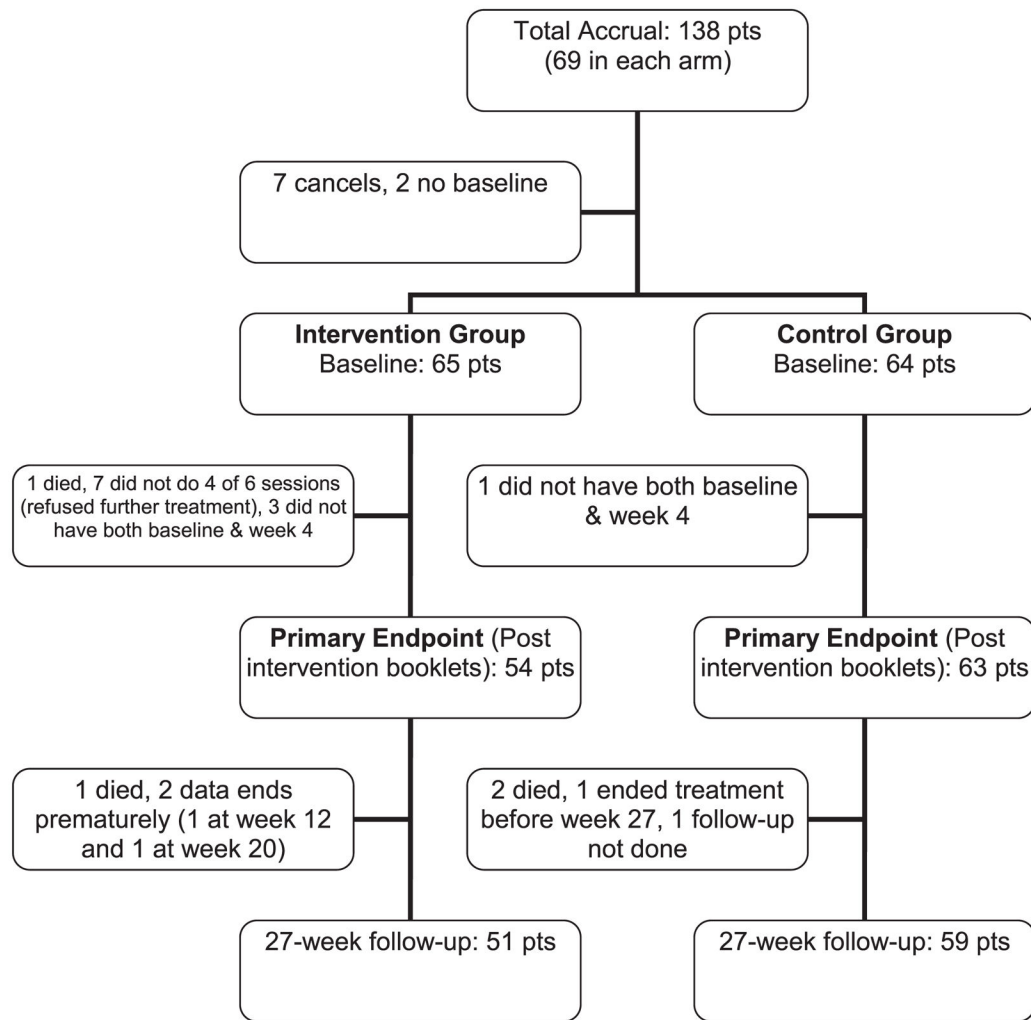 Total Accrual: 138 pts
(69 in each arm)
7 cancels, 2 no baseline
Intervention Group
Baseline: 65 pts
Control Group
Baseline: 64 pts
1 died, 7 did not do 4 of 6 sessions
(refused further treatment), 3 did not
have both baseline & week 4
1 did not have both baseline
& week 4
Primary Endpoint (Post
intervention booklets): 54 pts
Primary Endpoint (Post
intervention booklets): 63 pts
1 died, 2 data ends
prematurely (1 at week 12
and 1 at week 20)
2 died, 1 ended treatment
before week 27, 1 follow-up
not done
27-week follow-up: 51 pts
27-week follow-up: 59 pts